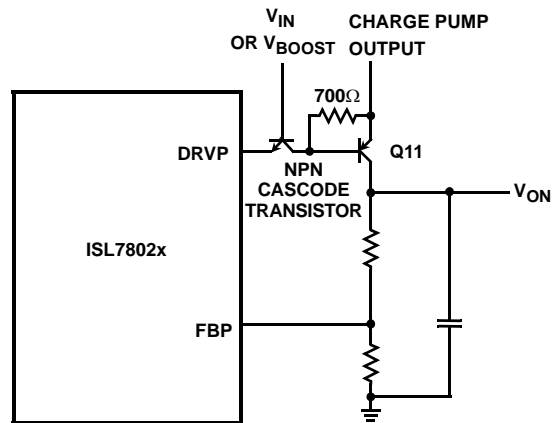 V_IN
OR V_BOOST
CHARGE PUMP
OUTPUT
700Ω
DRVP
Q11
NPN
CASCODE
TRANSISTOR
V_ON
ISL7802x
FBP